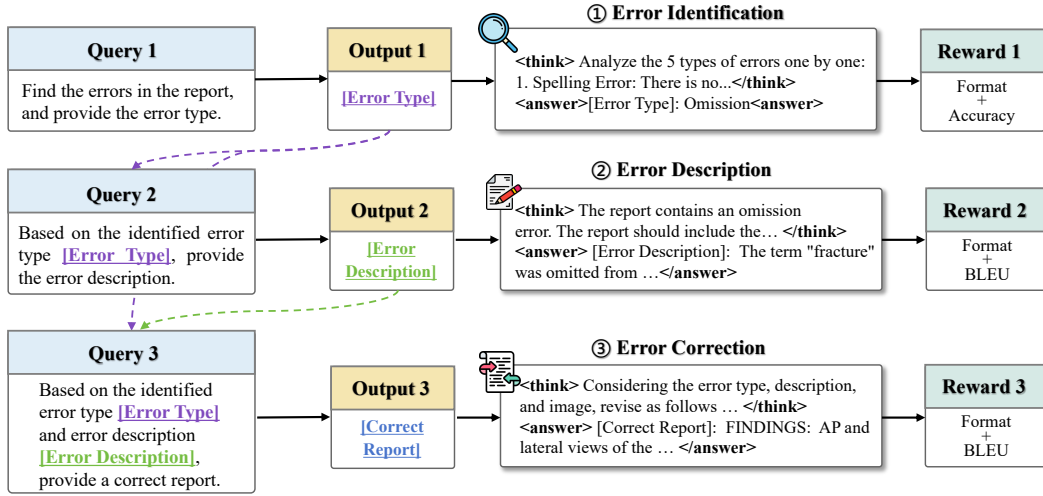 ① Error Identification
Query 1
Find the errors in the report,
and provide the error type.
Output 1
[Error Type]
<think> Analyze the 5 types of errors one by one:
1. Spelling Error: There is no...</think>
<answer>[Error Type]: Omission<answer>
Reward 1
Format
+
Accuracy
② Error Description
Query 2
Based on the identified error
type [Error Type], provide
the error description.
Output 2
[Error
Description]
<think> The report contains an omission
error. The report should include the… </think>
<answer> [Error Description]: The term "fracture"
was omitted from …</answer>
Reward 2
Format
+
BLEU
③ Error Correction
Query 3
Based on the identified
error type [Error Type]
and error description
[Error Description],
provide a correct report.
Output 3
[Correct
Report]
<think> Considering the error type, description,
and image, revise as follows … </think>
<answer> [Correct Report]: FINDINGS: AP and
lateral views of the … </answer>
Reward 3
Format
+
BLEU